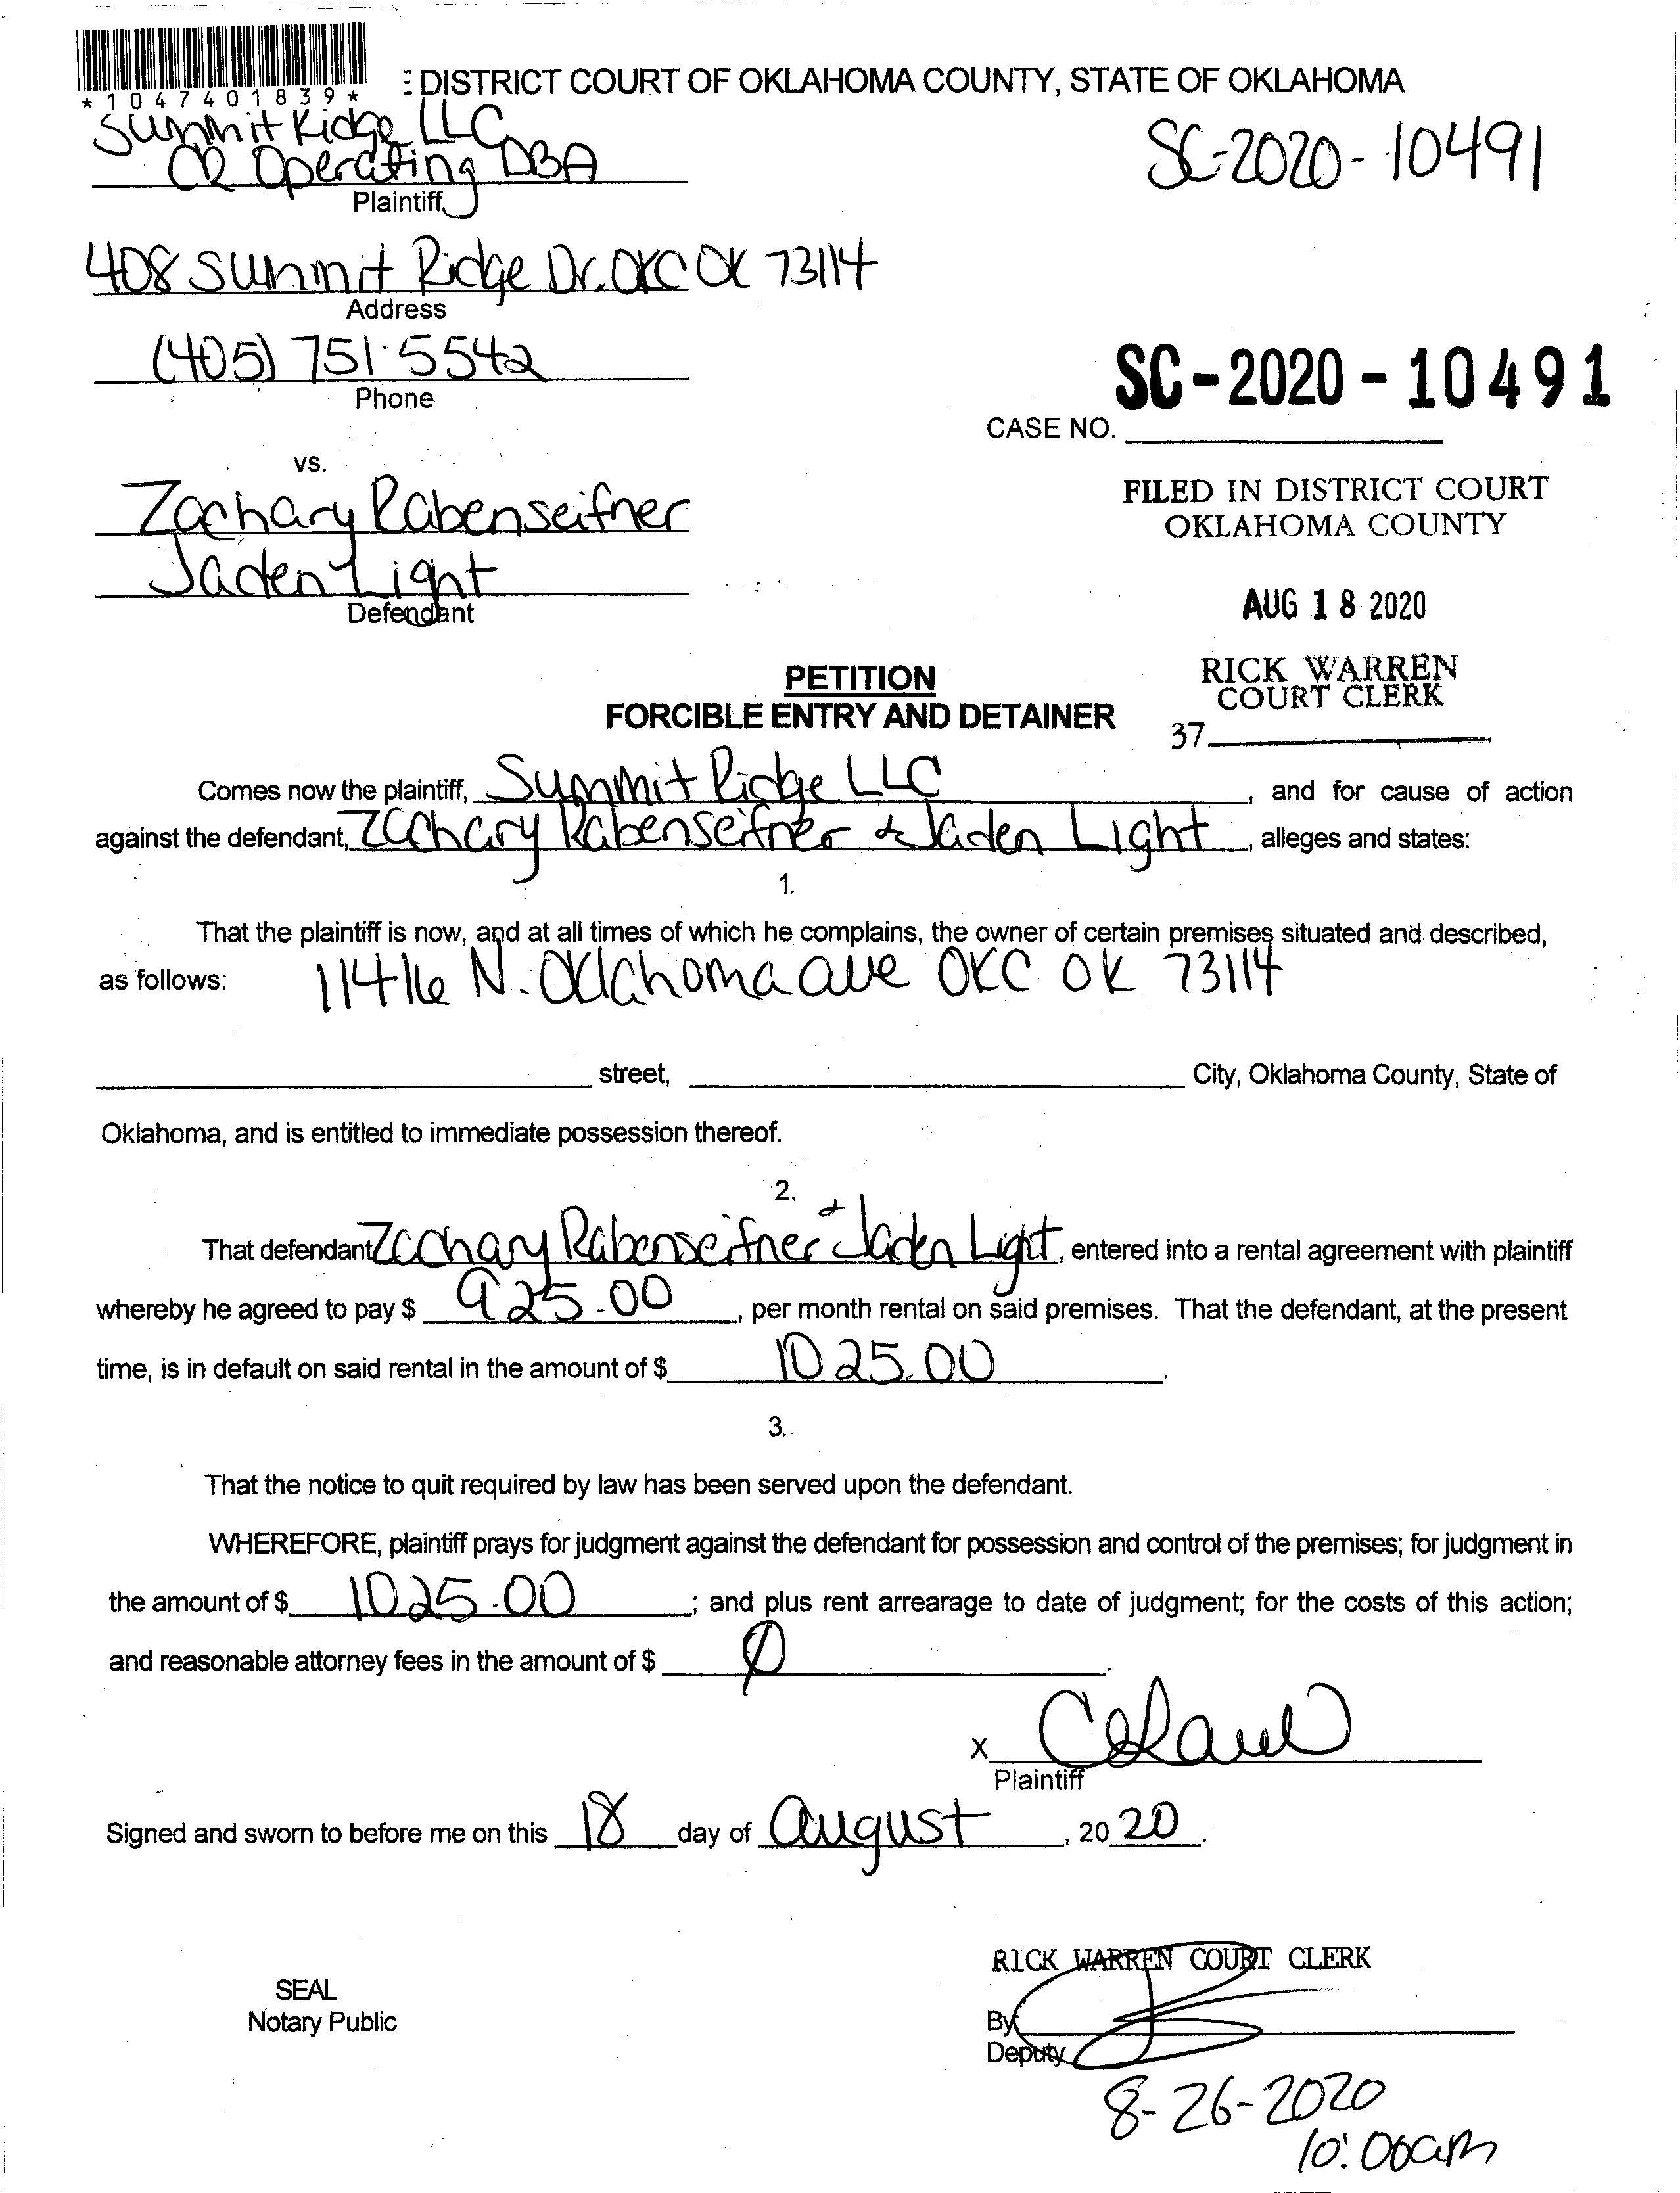 *1047401839*
E DISTRICT COURT OF OKLAHOMA COUNTY, STATE OF OKLAHOMA
Summit Ridge LLC
CR Operating DBA
Plaintiff
SC-2020-10491
408 Summit Ridge Dr. OKC OK 73114
Address
(405) 751-5542
Phone
SC-2020-10491
CASE NO.
vs.
Zachary Rabenseifner
Jaden Light
Defendant
FILED IN DISTRICT COURT
OKLAHOMA COUNTY
AUG 18 2020
RICK WARREN
COURT CLERK
37
PETITION
FORCIBLE ENTRY AND DETAINER
Comes now the plaintiff, Summit Ridge LLC, and for cause of action
against the defendant, Zachary Rabenseifner & Jaden Light, alleges and states:
1.
That the plaintiff is now, and at all times of which he complains, the owner of certain premises situated and described,
as follows: 11416 N. Oklahoma ave OKC OK 73114
street, City, Oklahoma County, State of
Oklahoma, and is entitled to immediate possession thereof.
2.
That defendant Zachary Rabenseifner & Jaden Light, entered into a rental agreement with plaintiff
whereby he agreed to pay $ 925.00, per month rental on said premises. That the defendant, at the present
time, is in default on said rental in the amount of $ 1025.00.
3.
That the notice to quit required by law has been served upon the defendant.
WHEREFORE, plaintiff prays for judgment against the defendant for possession and control of the premises; for judgment in
the amount of $ 1025.00; and plus rent arrearage to date of judgment; for the costs of this action;
and reasonable attorney fees in the amount of $ Ø.
X
Plaintiff
Signed and sworn to before me on this 18 day of august, 2020.
SEAL
Notary Public
RICK WARREN COURT CLERK
By
Deputy
8-26-2020
10:00am